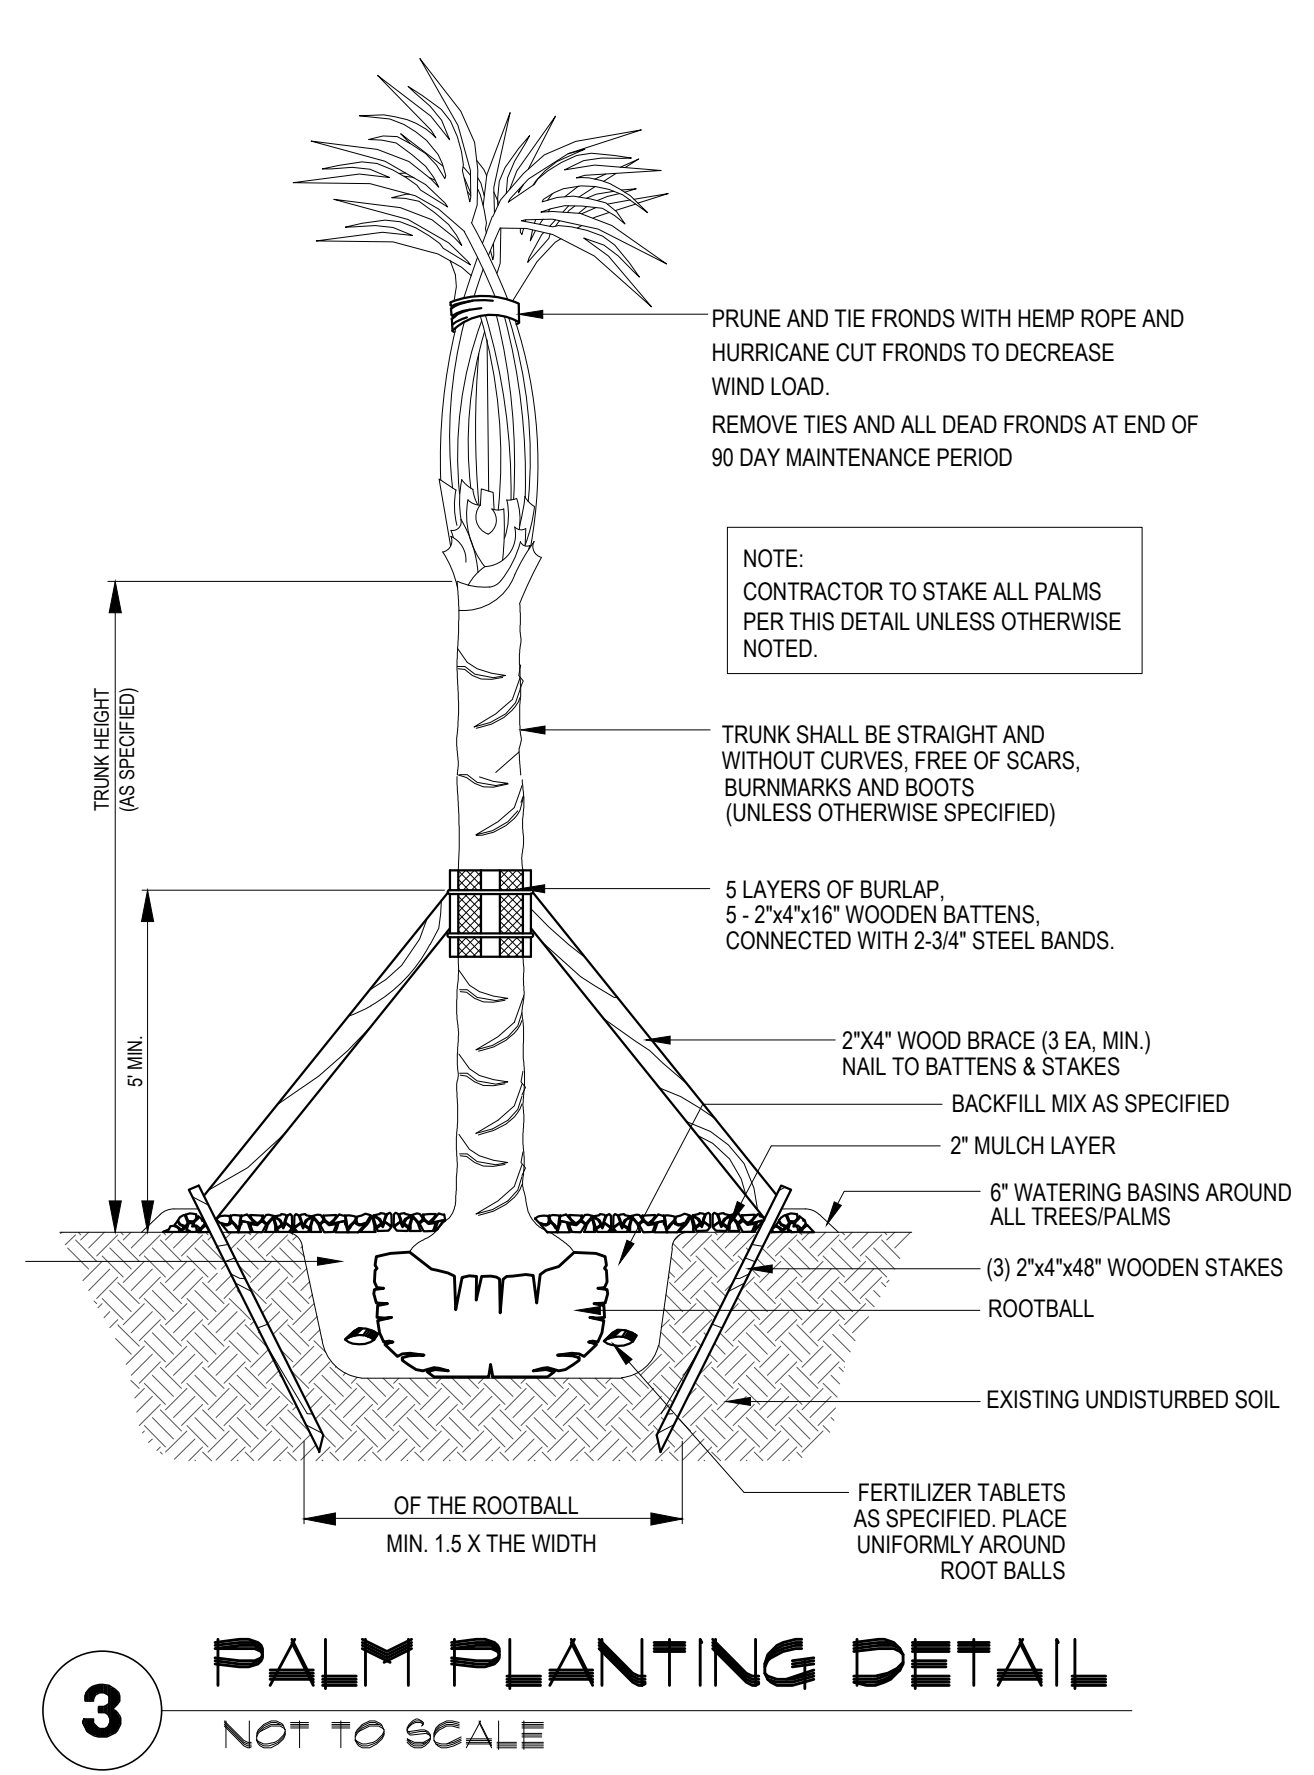 PRUNE AND TIE FRONDS WITH HEMP ROPE AND
HURRICANE CUT FRONDS TO DECREASE
WIND LOAD.
REMOVE TIES AND ALL DEAD FRONDS AT END OF
90 DAY MAINTENANCE PERIOD
NOTE:
CONTRACTOR TO STAKE ALL PALMS
PER THIS DETAIL UNLESS OTHERWISE
NOTED.
TRUNK HEIGHT
(AS SPECIFIED)
TRUNK SHALL BE STRAIGHT AND
WITHOUT CURVES, FREE OF SCARS,
BURNMARKS AND BOOTS
(UNLESS OTHERWISE SPECIFIED)
5 LAYERS OF BURLAP,
5 - 2"x4"x16" WOODEN BATTENS,
CONNECTED WITH 2-3/4" STEEL BANDS.
5' MIN.
2"X4" WOOD BRACE (3 EA, MIN.)
NAIL TO BATTENS & STAKES
BACKFILL MIX AS SPECIFIED
2" MULCH LAYER
6" WATERING BASINS AROUND
ALL TREES/PALMS
(3) 2"x4"x48" WOODEN STAKES
ROOTBALL
EXISTING UNDISTURBED SOIL
FERTILIZER TABLETS
AS SPECIFIED. PLACE
UNIFORMLY AROUND
ROOT BALLS
OF THE ROOTBALL
MIN. 1.5 X THE WIDTH
3
PALM PLANTING DETAIL
NOT TO SCALE